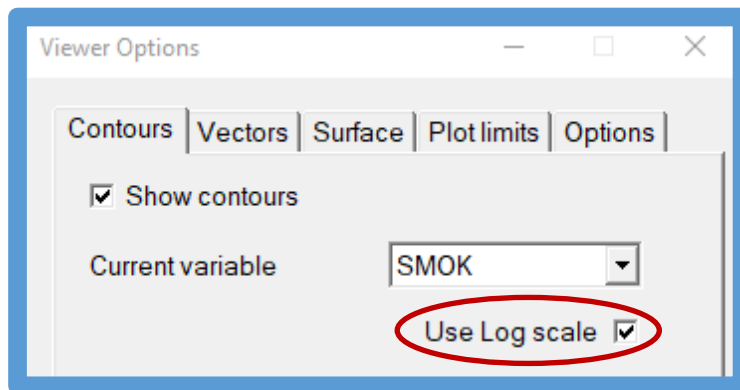 Viewer Options
Contours Vectors Surface Plot limits Options
Show contours
Current variable SMOK
Use Log scale